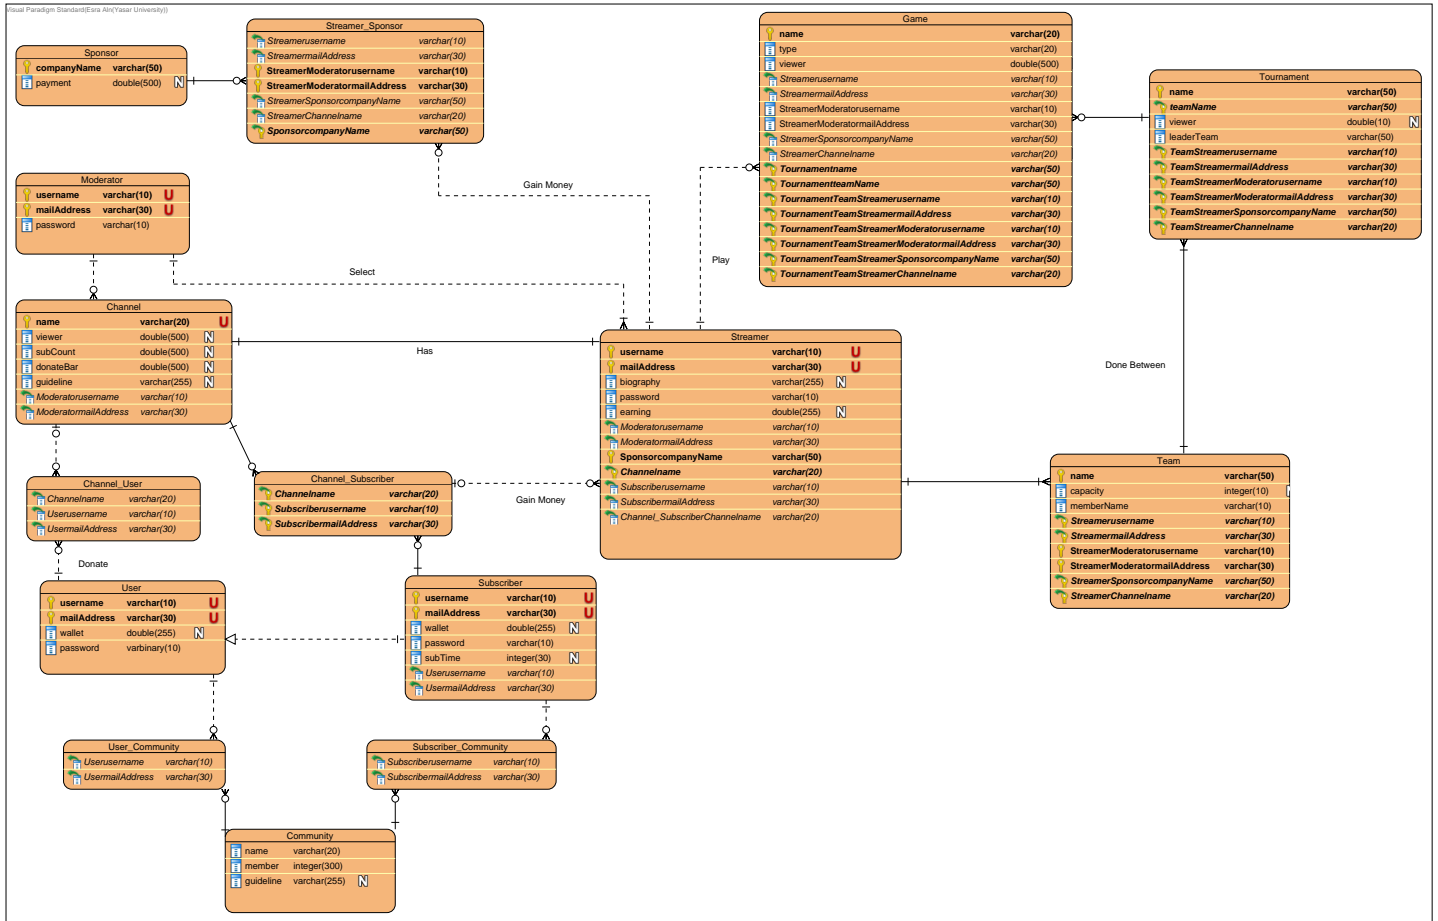 Visual Paradigm Standard(Esra Aln(Yasar University))
Sponsor
companyName varchar(50)
payment double(500) N
Streamer_Sponsor
Streamerusername varchar(10)
StreamermailAddress varchar(30)
StreamerModeratorusername varchar(10)
StreamerModeratormailAddress varchar(30)
StreamerSponsorcompanyName varchar(50)
StreamerChannelname varchar(20)
SponsorcompanyName varchar(50)
Game
name varchar(20)
type varchar(20)
viewer double(500)
Streamerusername varchar(10)
StreamermailAddress varchar(30)
StreamerModeratorusername varchar(10)
StreamerModeratormailAddress varchar(30)
StreamerSponsorcompanyName varchar(50)
StreamerChannelname varchar(20)
Tournamentname varchar(50)
TournamentteamName varchar(50)
TournamentTeamStreamerusername varchar(10)
TournamentTeamStreamermailAddress varchar(30)
TournamentTeamStreamerModeratorusername varchar(10)
TournamentTeamStreamerModeratormailAddress varchar(30)
TournamentTeamStreamerSponsorcompanyName varchar(50)
TournamentTeamStreamerChannelname varchar(20)
Tournament
name varchar(50)
teamName varchar(50)
viewer double(10) N
leaderTeam varchar(50)
TeamStreamerusername varchar(10)
TeamStreamermailAddress varchar(30)
TeamStreamerModeratorusername varchar(10)
TeamStreamerModeratormailAddress varchar(30)
TeamStreamerSponsorcompanyName varchar(50)
TeamStreamerChannelname varchar(20)
Moderator
username varchar(10) U
mailAddress varchar(30) U
password varchar(10)
Gain Money
Select
Play
Channel
name varchar(20) U
viewer double(500) N
subCount double(500) N
donateBar double(500) N
guideline varchar(255) N
Moderatorusername varchar(10)
ModeratormailAddress varchar(30)
Has
Streamer
username varchar(10) U
mailAddress varchar(30) U
biography varchar(255) N
password varchar(10)
earning double(255) N
Moderatorusername varchar(10)
ModeratormailAddress varchar(30)
SponsorcompanyName varchar(50)
Channelname varchar(20)
Subscriberusername varchar(10)
SubscribermailAddress varchar(30)
Channel_SubscriberChannelname varchar(20)
Done Between
Team
name varchar(50)
capacity integer(10)
memberName varchar(10)
Streamerusername varchar(10)
StreamermailAddress varchar(30)
StreamerModeratorusername varchar(10)
StreamerModeratormailAddress varchar(30)
StreamerSponsorcompanyName varchar(50)
StreamerChannelname varchar(20)
Channel_User
Channelname varchar(20)
Userusername varchar(10)
UsermailAddress varchar(30)
Channel_Subscriber
Channelname varchar(20)
Subscriberusername varchar(10)
SubscribermailAddress varchar(30)
Gain Money
Donate
User
username varchar(10) U
mailAddress varchar(30) U
wallet double(255) N
password varbinary(10)
Subscriber
username varchar(10) U
mailAddress varchar(30) U
wallet double(255) N
password varchar(10)
subTime integer(30) N
Userusername varchar(10)
UsermailAddress varchar(30)
User_Community
Userusername varchar(10)
UsermailAddress varchar(30)
Subscriber_Community
Subscriberusername varchar(10)
SubscribermailAddress varchar(30)
Community
name varchar(20)
member integer(300)
guideline varchar(255) N